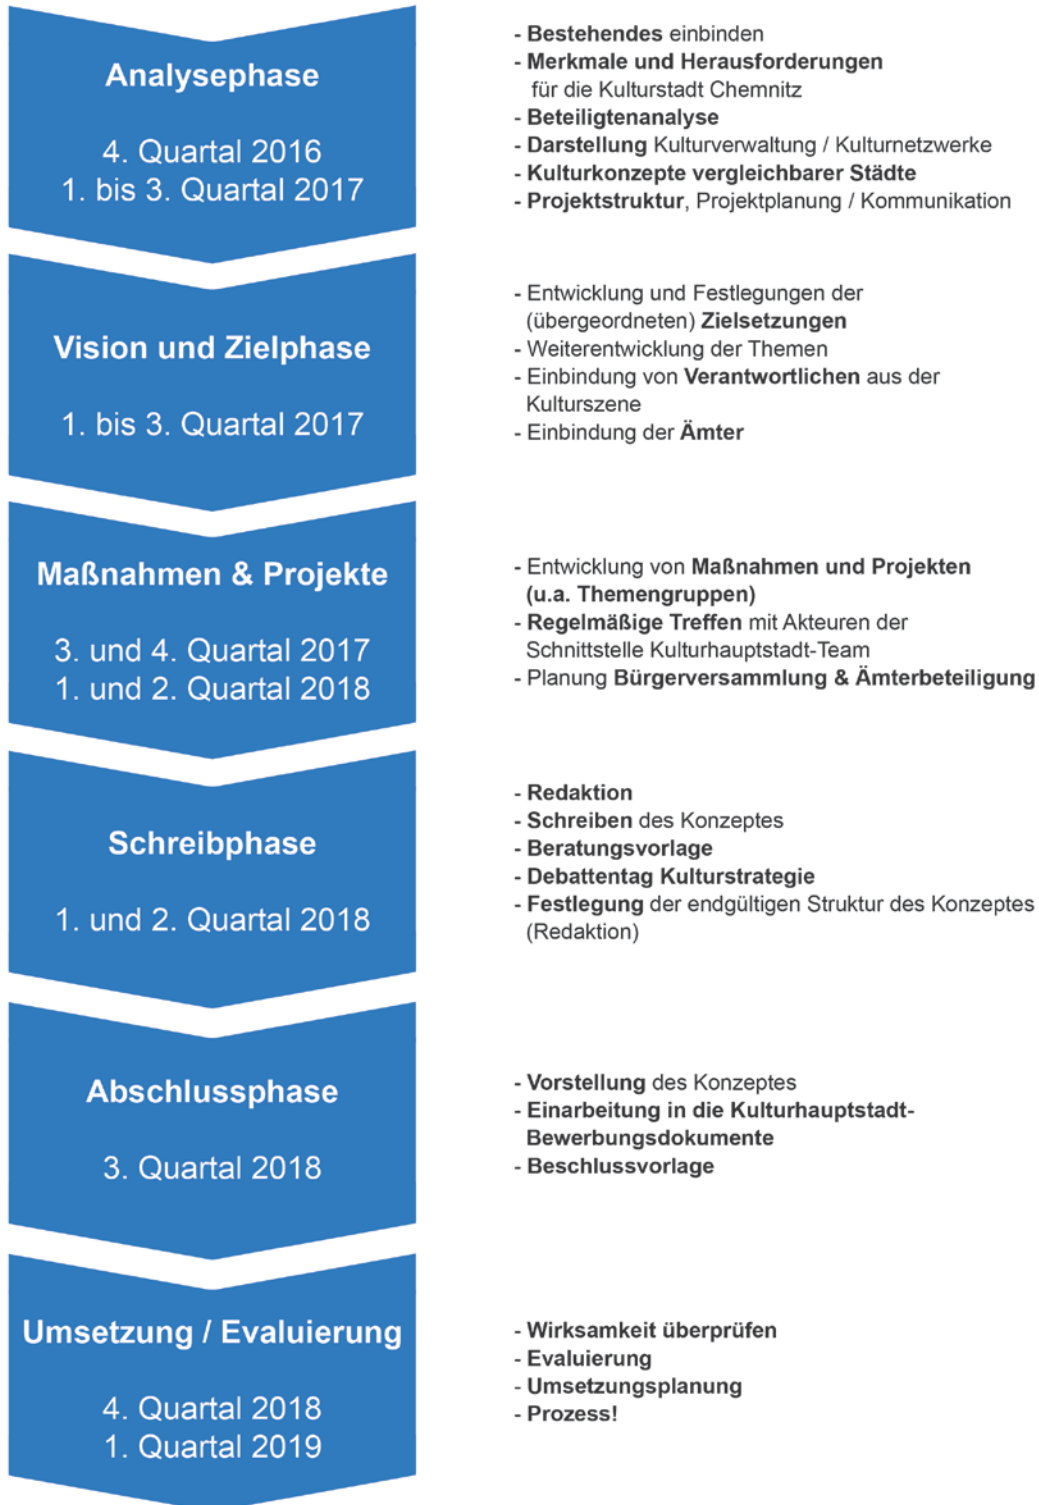 Analysephase
4. Quartal 2016
1. bis 3. Quartal 2017
- Bestehendes einbinden
- Merkmale und Herausforderungen
für die Kulturstadt Chemnitz
- Beteiligtenanalyse
- Darstellung Kulturverwaltung / Kulturnetzwerke
- Kulturkonzepte vergleichbarer Städte
- Projektstruktur, Projektplanung / Kommunikation
Vision und Zielphase
1. bis 3. Quartal 2017
- Entwicklung und Festlegungen der
(übergeordneten) Zielsetzungen
- Weiterentwicklung der Themen
- Einbindung von Verantwortlichen aus der
Kulturszene
- Einbindung der Ämter
Maßnahmen & Projekte
3. und 4. Quartal 2017
1. und 2. Quartal 2018
- Entwicklung von Maßnahmen und Projekten
(u.a. Themengruppen)
- Regelmäßige Treffen mit Akteuren der
Schnittstelle Kulturhauptstadt-Team
- Planung Bürgerversammlung & Ämterbeteiligung
Schreibphase
1. und 2. Quartal 2018
- Redaktion
- Schreiben des Konzeptes
- Beratungsvorlage
- Debattentag Kulturstrategie
- Festlegung der endgültigen Struktur des Konzeptes
(Redaktion)
Abschlussphase
3. Quartal 2018
- Vorstellung des Konzeptes
- Einarbeitung in die Kulturhauptstadt-
Bewerbungsdokumente
- Beschlussvorlage
Umsetzung / Evaluierung
4. Quartal 2018
1. Quartal 2019
- Wirksamkeit überprüfen
- Evaluierung
- Umsetzungsplanung
- Prozess!